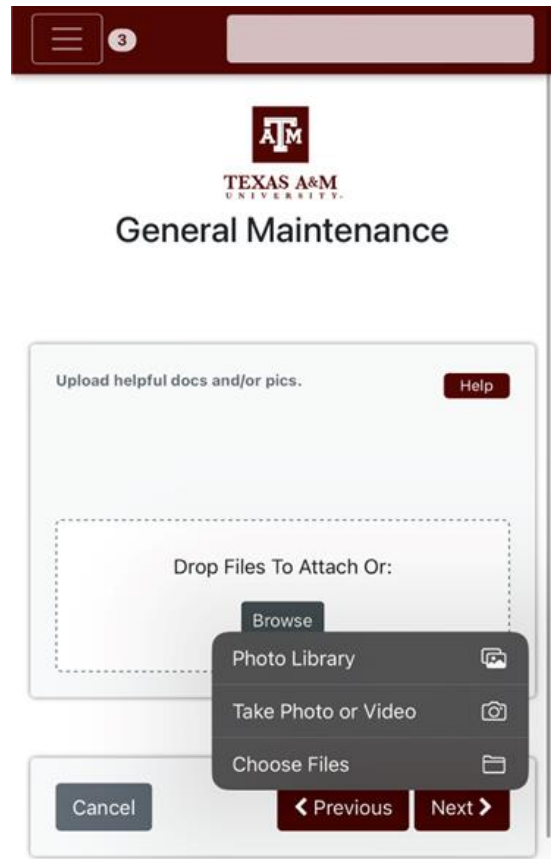 3
TEXAS A&M
UNIVERSITY.
General Maintenance
Upload helpful docs and/or pics.
Help
Drop Files To Attach Or:
Browse
Photo Library
Take Photo or Video
Choose Files
Cancel
Previous
Next